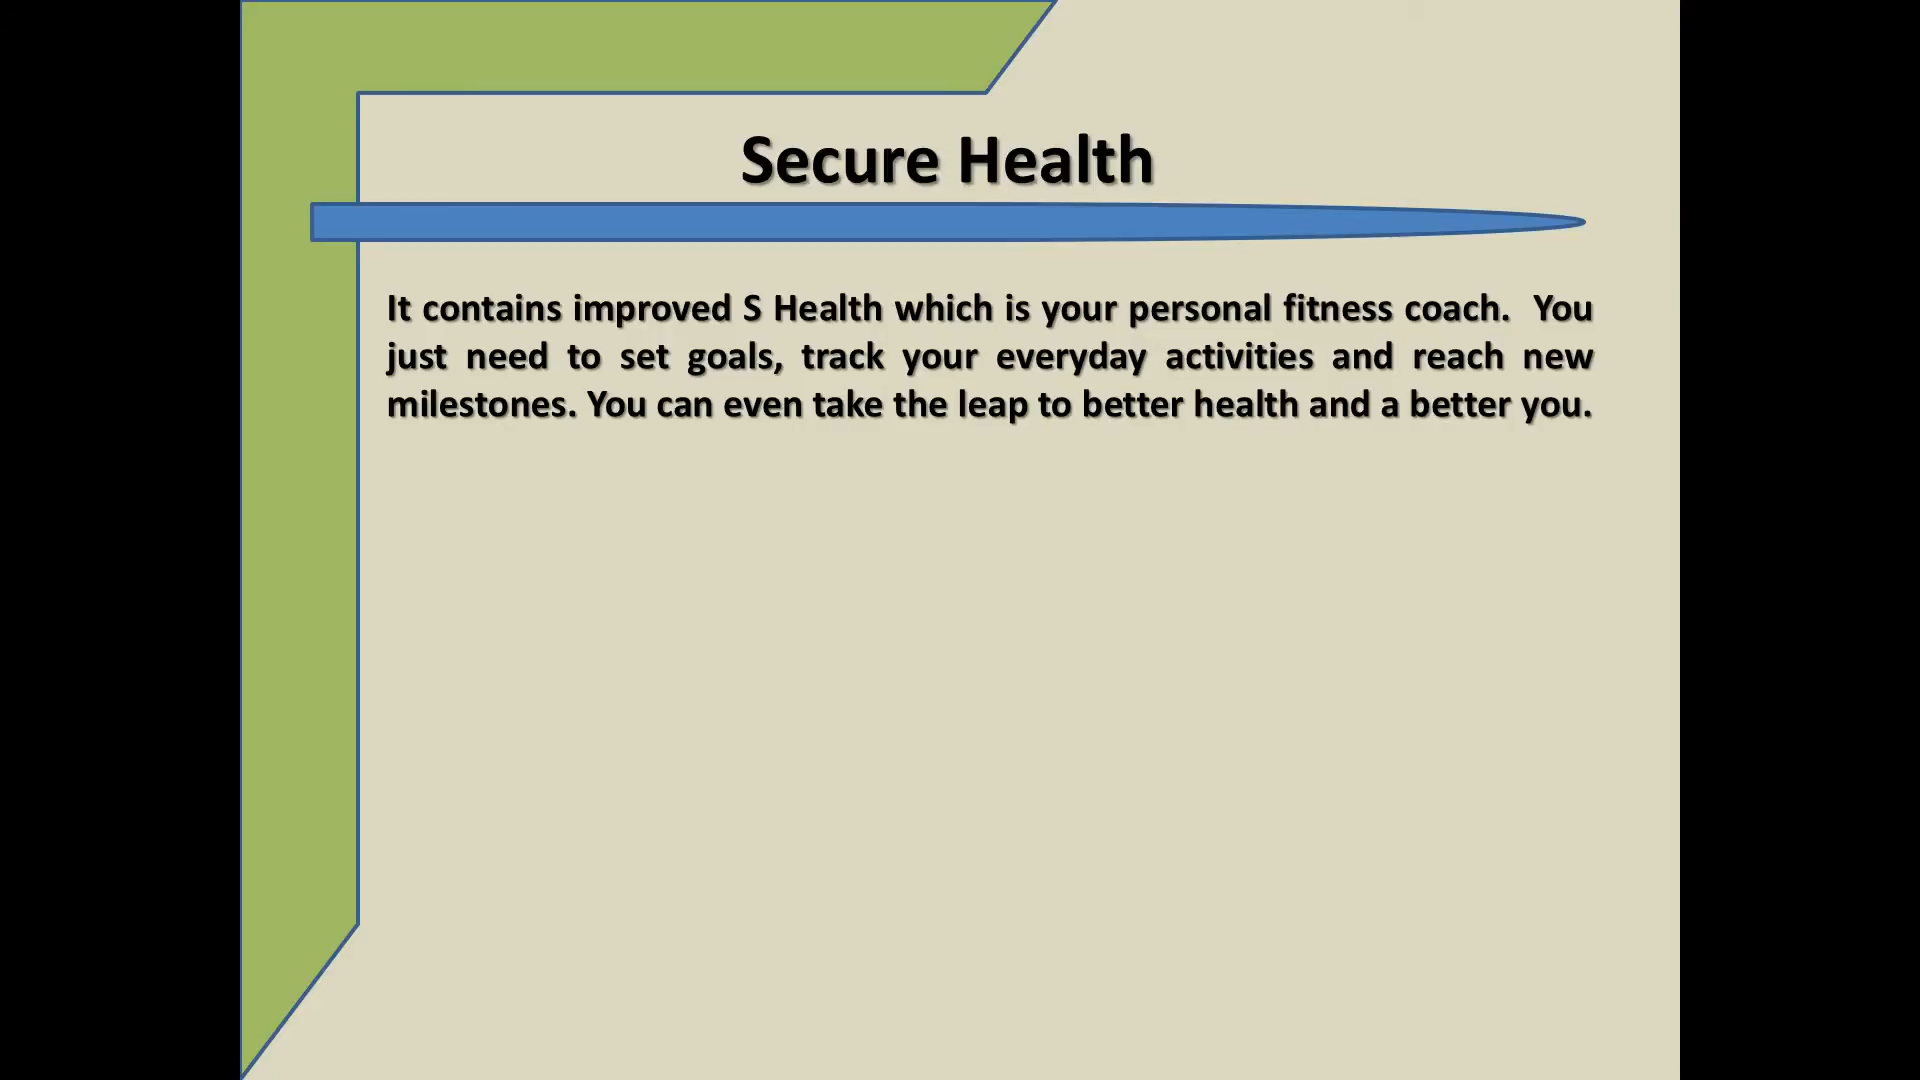 Secure Health
It contains improved S Health which is your personal fitness coach.  You
just need to set goals, track your everyday activities and reach new
milestones. You can even take the leap to better health and a better you.